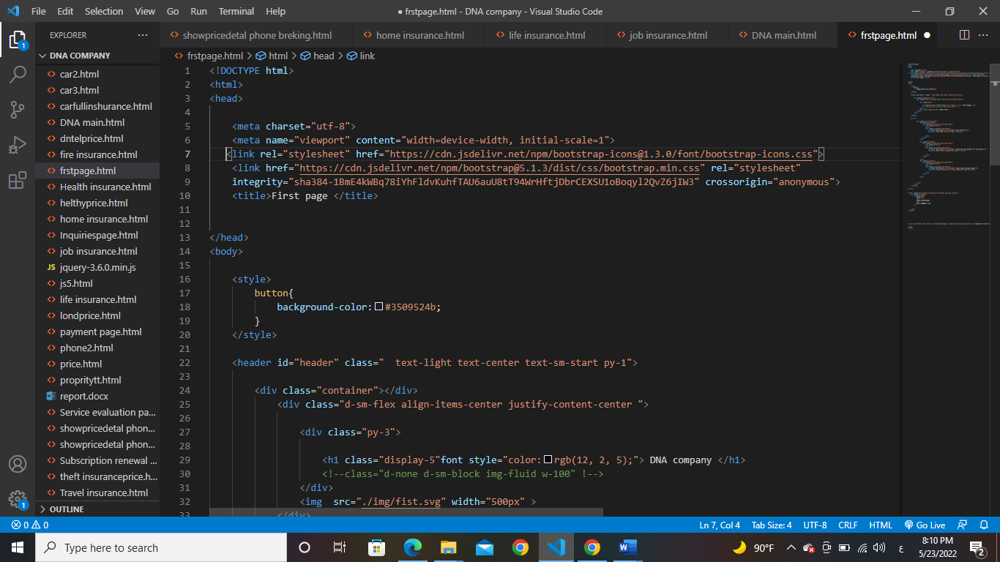 File Edit Selection View Go Run Terminal Help ● frstpage.html - DNA company - Visual Studio Code
EXPLORER ···
showpricedetal phone breking.html home insurance.html life insurance.html job insurance.html DNA main.html frstpage.html ● ···
DNA COMPANY
frstpage.html > html > head > link
car2.html
car3.html
carfullinshurance.html
DNA main.html
dntelprice.html
fire insurance.html
frstpage.html
Health insurance.html
helthyprice.html
home insurance.html
Inquiriespage.html
job insurance.html
JS jquery-3.6.0.min.js
js5.html
life insurance.html
londprice.html
payment page.html
phone2.html
price.html
propritytt.html
report.docx
Service evaluation pa...
showpricedetal phon...
showpricedetal phon...
Subscription renewal ...
theft insuranceprice.h...
Travel insurance.html
OUTLINE
1 <!DOCTYPE html>
2 <html>
3 <head>
4
5 <meta charset="utf-8">
6 <meta name="viewport" content="width=device-width, initial-scale=1">
7 <link rel="stylesheet" href="https://cdn.jsdelivr.net/npm/bootstrap-icons@1.3.0/font/bootstrap-icons.css">
8 <link href="https://cdn.jsdelivr.net/npm/bootstrap@5.1.3/dist/css/bootstrap.min.css" rel="stylesheet"
9 integrity="sha384-1BmE4kWBq78iYhFldvKuhfTAU6auU8tT94WrHftjDbrCEXSU1oBoqyl2QvZ6jIW3" crossorigin="anonymous">
10 <title>First page </title>
11
12
13 </head>
14 <body>
15
16 <style>
17 button{
18 background-color: #3509524b;
19 }
20 </style>
21
22 <header id="header" class="  text-light text-center text-sm-start py-1">
23
24 <div class="container"></div>
25 <div class="d-sm-flex align-items-center justify-content-center ">
26
27 <div class="py-3">
28
29 <h1 class="display-5"font style="color: rgb(12, 2, 5);"> DNA company </h1>
30 <!--class="d-none d-sm-block img-fluid w-100" !-->
31 </div>
32 <img  src="./img/fist.svg" width="500px" >
33 </div>
0 0 Ln 7, Col 4 Tab Size: 4 UTF-8 CRLF HTML Go Live
Type here to search 90°F ع 8:10 PM
5/23/2022
2
1
1